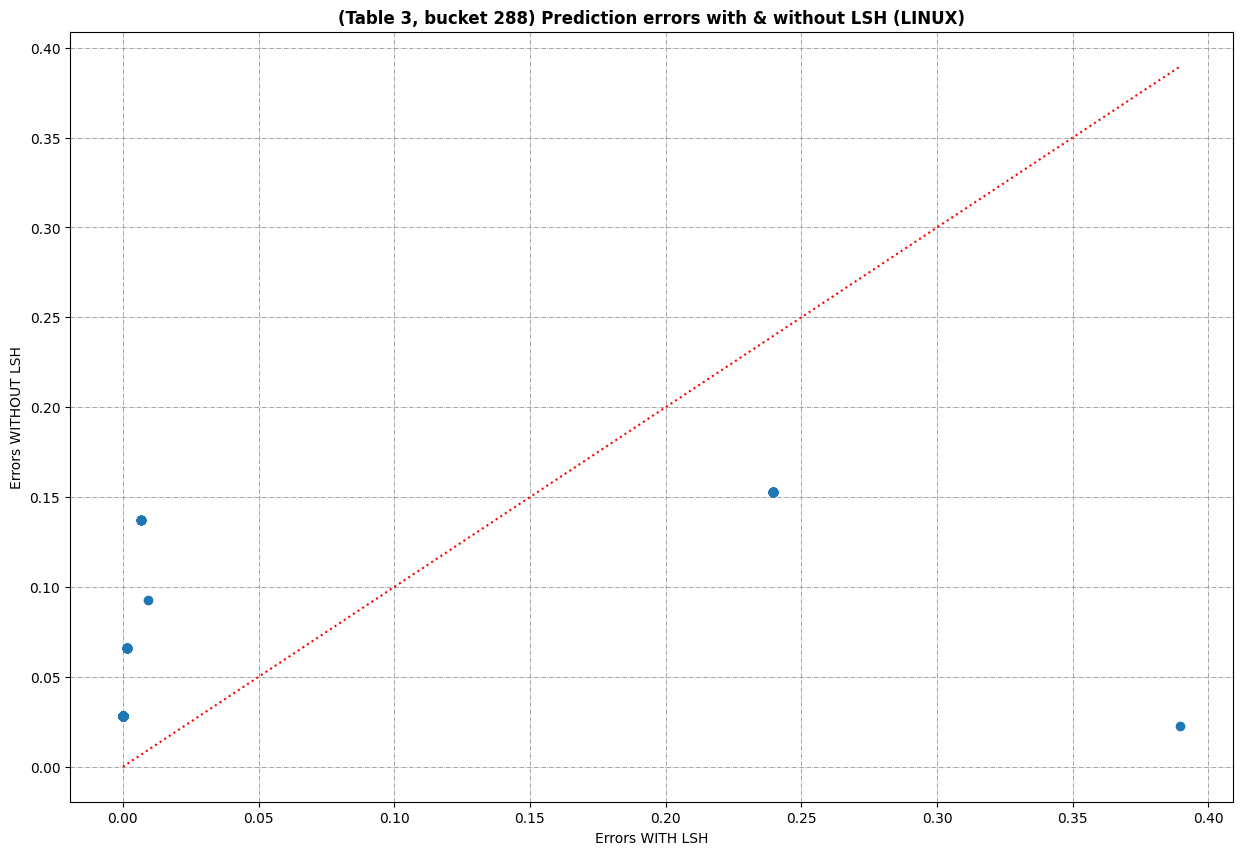 (Table 3, bucket 288) Prediction errors with & without LSH (LINUX)
0.40
0.35
0.30
0.25
0.20
0.15
0.10
0.05
0.00
Errors WITHOUT LSH
0.00 0.05 0.10 0.15 0.20 0.25 0.30 0.35 0.40
Errors WITH LSH